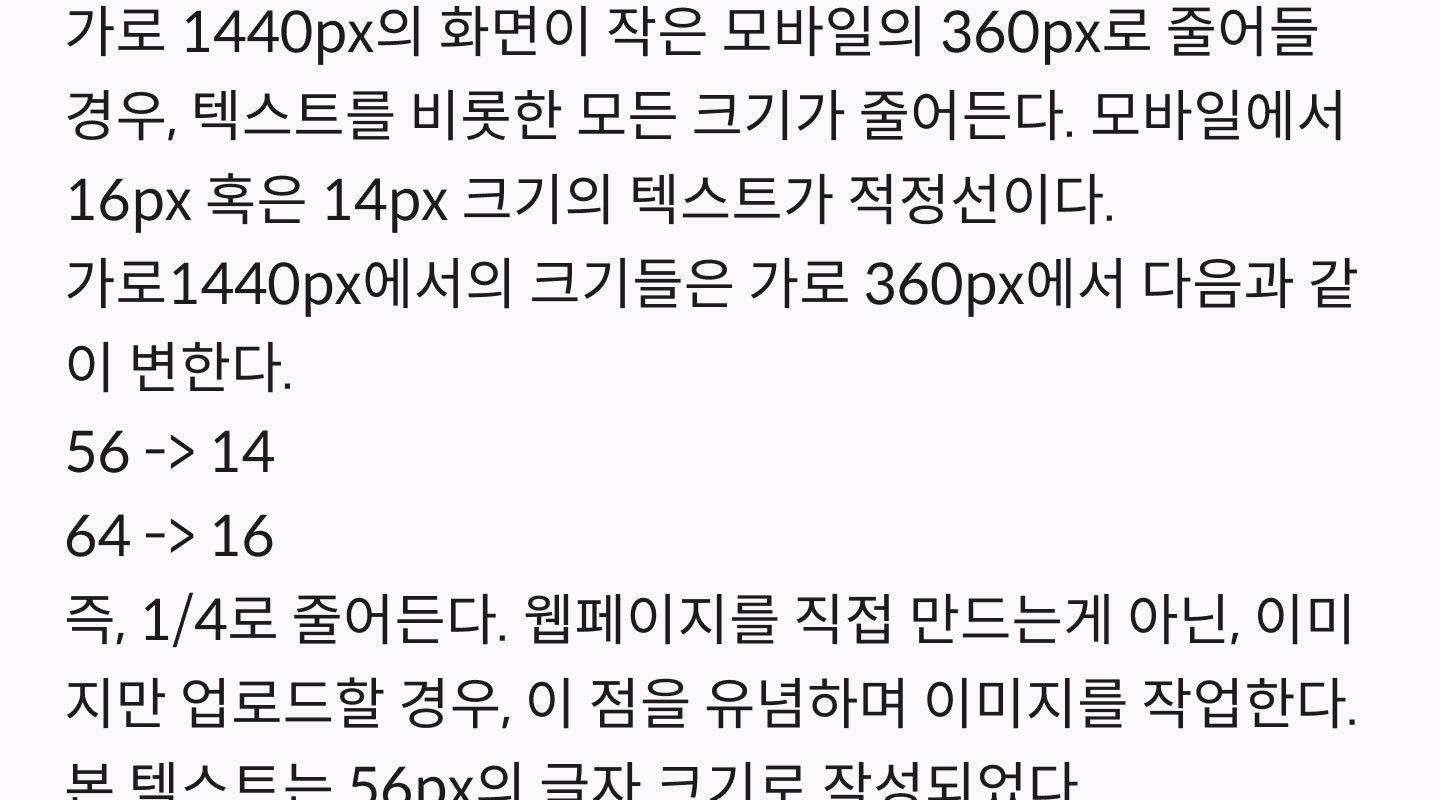 가로 1440px의 화면이 작은 모바일의 360px로 줄어들
경우, 텍스트를 비롯한 모든 크기가 줄어든다. 모바일에서
16px 혹은 14px 크기의 텍스트가 적정선이다.
가로1440px에서의 크기들은 가로 360px에서 다음과 같
이 변한다.
56 -> 14
64 -> 16
즉, 1/4로 줄어든다. 웹페이지를 직접 만드는게 아닌, 이미
지만 업로드할 경우, 이 점을 유념하며 이미지를 작업한다.
본 텍스트는 56px의 글자 크기로 작성되었다